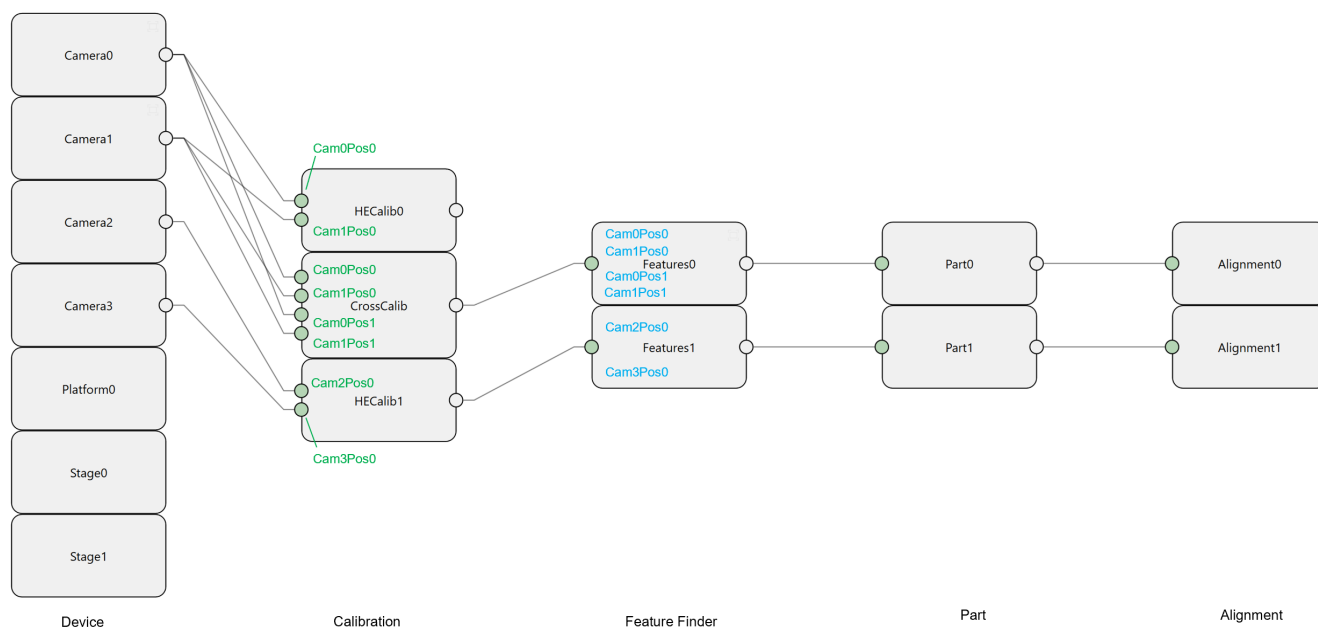 Camera0
Camera1
Camera2
Camera3
Platform0
Stage0
Stage1
Device
Cam0Pos0
HECalib0
Cam1Pos0
Cam0Pos0
Cam1Pos0
CrossCalib
Cam0Pos1
Cam1Pos1
Cam2Pos0
HECalib1
Cam3Pos0
Calibration
Cam0Pos0
Cam1Pos0
Features0
Cam0Pos1
Cam1Pos1
Cam2Pos0
Features1
Cam3Pos0
Feature Finder
Part0
Part1
Part
Alignment0
Alignment1
Alignment